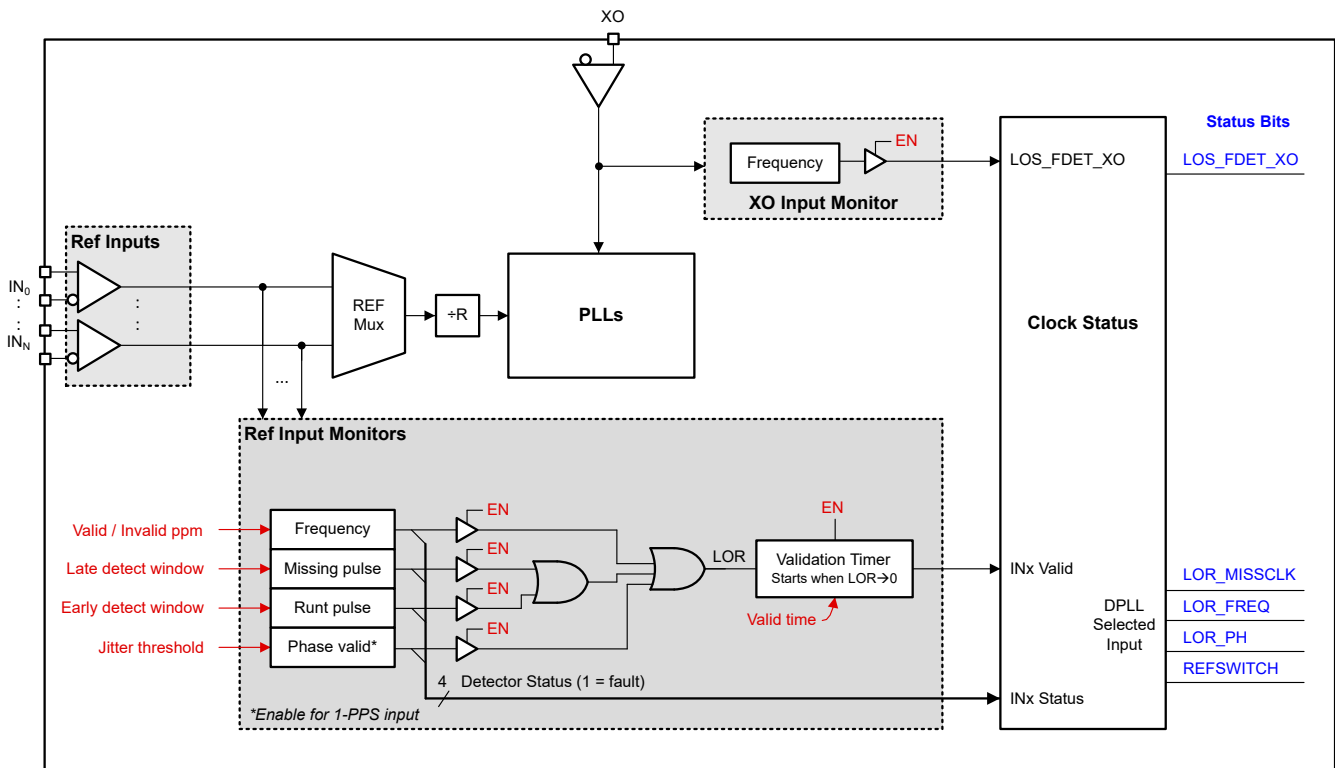 XO
Status Bits
EN
Frequency
LOS_FDET_XO
LOS_FDET_XO
XO Input Monitor
Ref Inputs
IN0
:
:
INN
:
:
REF
Mux
÷R
PLLs
Clock Status
...
Ref Input Monitors
Valid / Invalid ppm
Frequency
EN
Late detect window
Missing pulse
EN
Early detect window
Runt pulse
EN
Jitter threshold
Phase valid*
EN
LOR
EN
Validation Timer
Starts when LOR→0
Valid time
INx Valid
LOR_MISSCLK
DPLL
Selected
Input
LOR_FREQ
LOR_PH
REFSWITCH
4 Detector Status (1 = fault)
INx Status
*Enable for 1-PPS input